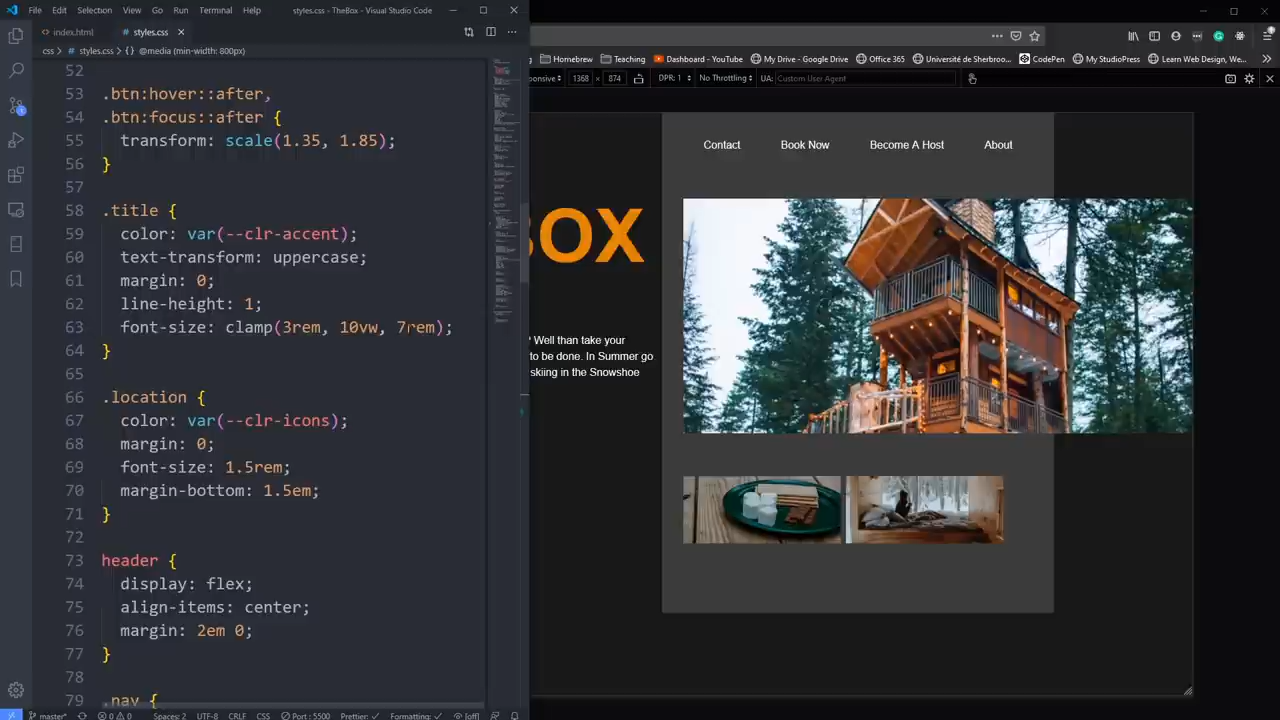 File Edit Selection View Go Run Terminal Help
styles.css - TheBox - Visual Studio Code
index.html
styles.css
css > styles.css > {} @media (min-width: 800px)
52
53 .btn:hover::after,
54 .btn:focus::after {
55 transform: scale(1.35, 1.85);
56 }
57
58 .title {
59 color: var(--clr-accent);
60 text-transform: uppercase;
61 margin: 0;
62 line-height: 1;
63 font-size: clamp(3rem, 10vw, 7rem);
64 }
65
66 .location {
67 color: var(--clr-icons);
68 margin: 0;
69 font-size: 1.5rem;
70 margin-bottom: 1.5em;
71 }
72
73 header {
74 display: flex;
75 align-items: center;
76 margin: 2em 0;
77 }
78
79 .nav {
master* 0 0 Spaces: 2 UTF-8 CRLF CSS Port : 5500 Prettier: ✓ Formatting: ✓ [off]
Homebrew Teaching Dashboard - YouTube My Drive - Google Drive Office 365 Université de Sherbro... CodePen My StudioPress Learn Web Design, We...
onsive 1368 × 874 DPR: 1 No Throttling UA: Custom User Agent
Contact Book Now Become A Host About
BOX
? Well than take your
to be done. In Summer go
skiing in the Snowshoe